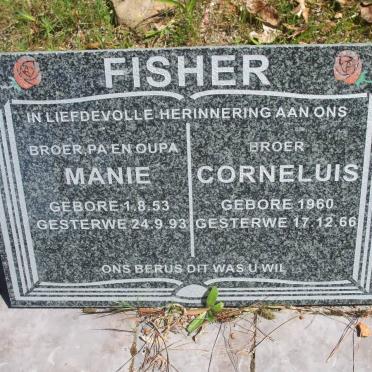 FISHER
IN LIEFDEVOLLE HERINNERING AAN ONS
BROER, PA EN OUPA
MANIE
GEBORE 1.8.53
GESTERWE 24.9.93
BROER
CORNELUIS
GEBORE 1960
GESTERWE 17.12.66
ONS BERUS DIT WAS U WIL